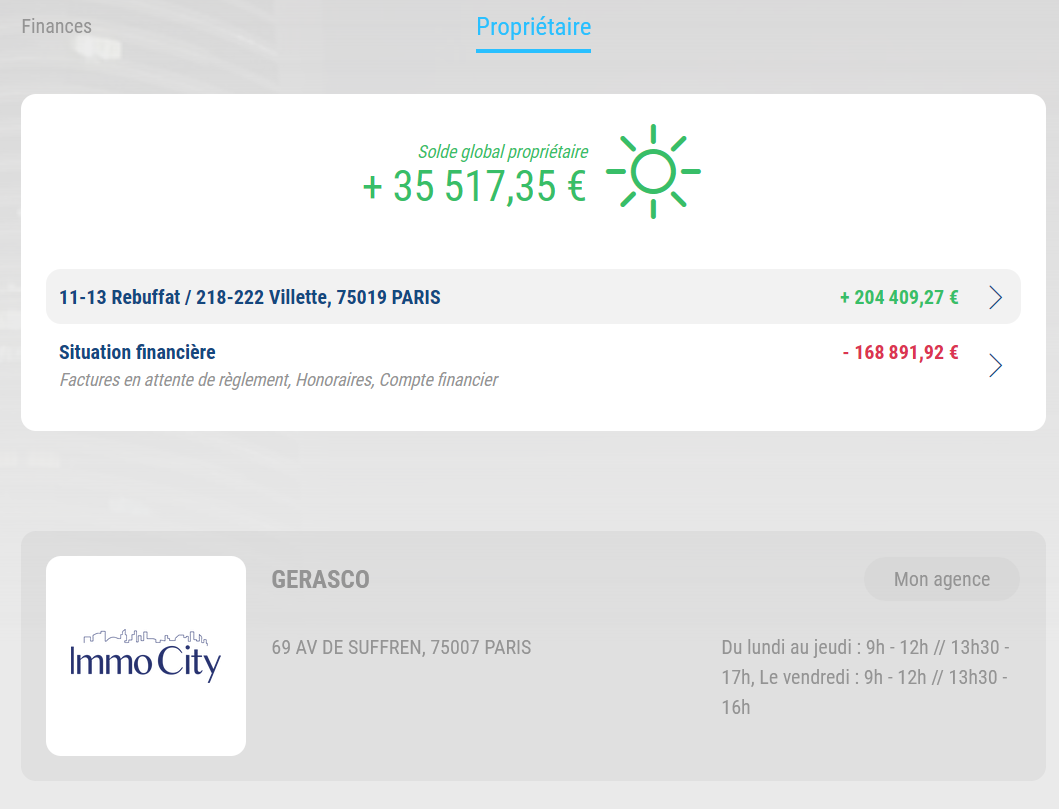 Finances
Propriétaire
Solde global propriétaire
+ 35 517,35 €
11-13 Rebuffat / 218-222 Villette, 75019 PARIS
+ 204 409,27 €
Situation financière
- 168 891,92 €
Factures en attente de règlement, Honoraires, Compte financier
Immo City
GERASCO
Mon agence
69 AV DE SUFFREN, 75007 PARIS
Du lundi au jeudi : 9h - 12h // 13h30 -
17h, Le vendredi : 9h - 12h // 13h30 -
16h